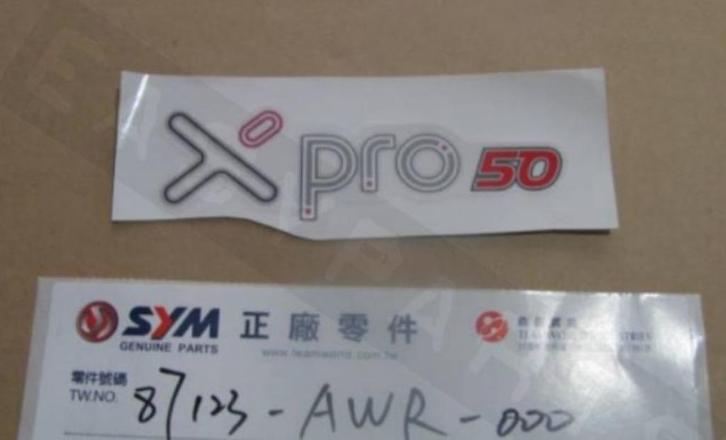 X pro 50
SYM 正廠零件
GENUINE PARTS
www.teamworld.com.tw
零件號碼
TW.NO. 87123-AWR-000